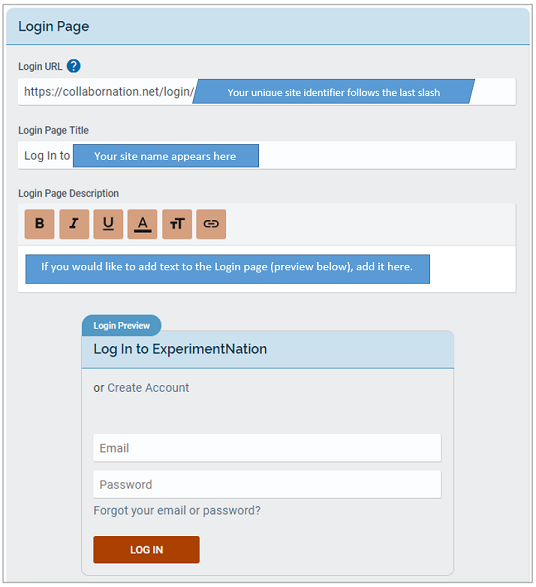 Login Page
Login URL ?
https://collabornation.net/login/ Your unique site identifier follows the last slash
Login Page Title
Log In to Your site name appears here
Login Page Description
B I U A TT
If you would like to add text to the Login page (preview below), add it here.
Login Preview
Log In to ExperimentNation
or Create Account
Email
Password
Forgot your email or password?
LOG IN